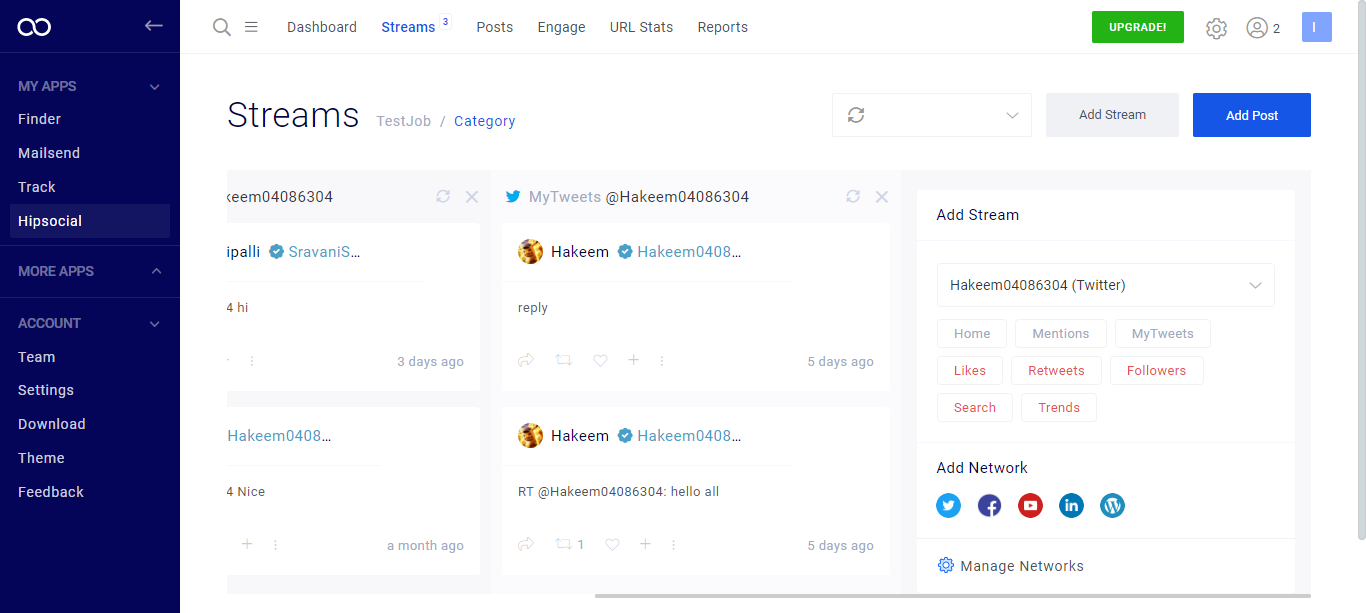 Dashboard
Streams 3
Posts
Engage
URL Stats
Reports
UPGRADE!
2
I
MY APPS
Finder
Mailsend
Track
Hipsocial
MORE APPS
ACCOUNT
Team
Settings
Download
Theme
Feedback
Streams
TestJob / Category
Add Stream
Add Post
keem04086304
ipalli SravaniS...
4 hi
3 days ago
Hakeem0408...
4 Nice
a month ago
MyTweets @Hakeem04086304
Hakeem Hakeem0408...
reply
5 days ago
Hakeem Hakeem0408...
RT @Hakeem04086304: hello all
1
5 days ago
Add Stream
Hakeem04086304 (Twitter)
Home Mentions MyTweets
Likes Retweets Followers
Search Trends
Add Network
Manage Networks